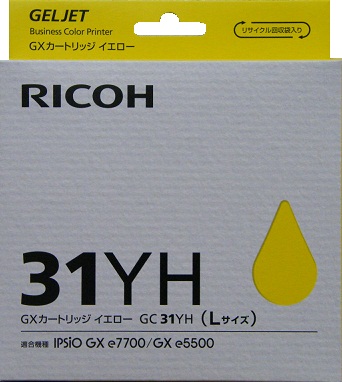 GELJET
Business Color Printer
GXカートリッジ イエロー
リサイクル回収袋入り
RICOH
31YH
GXカートリッジ イエロー GC 31YH (Lサイズ)
適合機種 IPSiO GX e7700/GX e5500